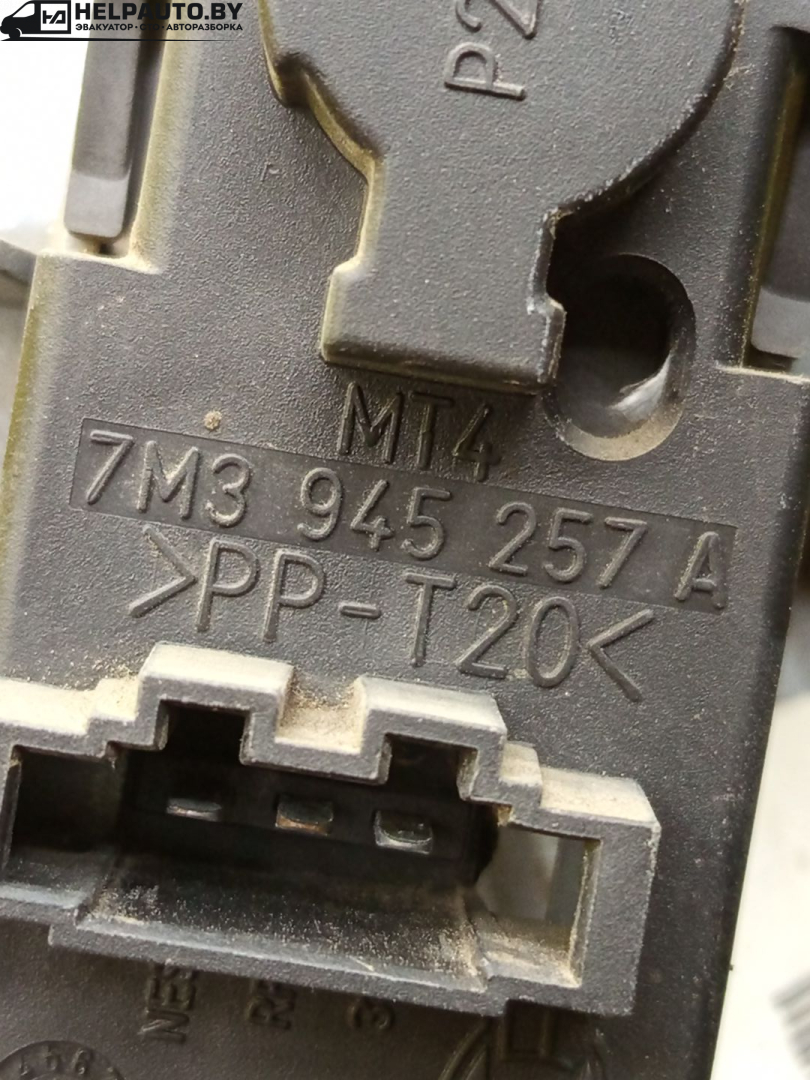 HELPAUTO.BY
ЭВАКУАТОР • СТО • АВТОРАЗБОРКА
MT4
7M3 945 257 A
>PP-T20<